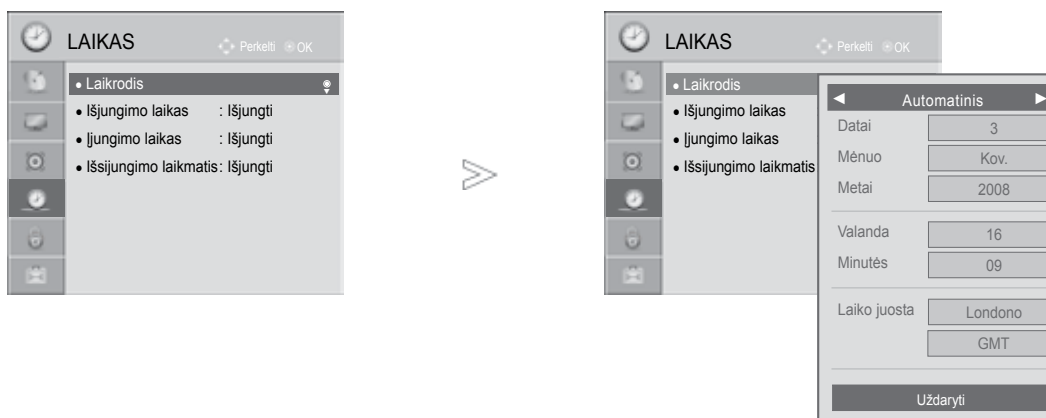 LAIKAS
Perkelti OK
• Laikrodis
• Išjungimo laikas : Išjungti
• Įjungimo laikas : Išjungti
• Išsijungimo laikmatis : Išjungti
LAIKAS
Perkelti OK
• Laikrodis
• Išjungimo laikas
• Įjungimo laikas
• Išsijungimo laikmatis
◄ Automatinis ►
Datai 3
Mėnuo Kov.
Metai 2008
Valanda 16
Minutės 09
Laiko juosta Londono
GMT
Uždaryti